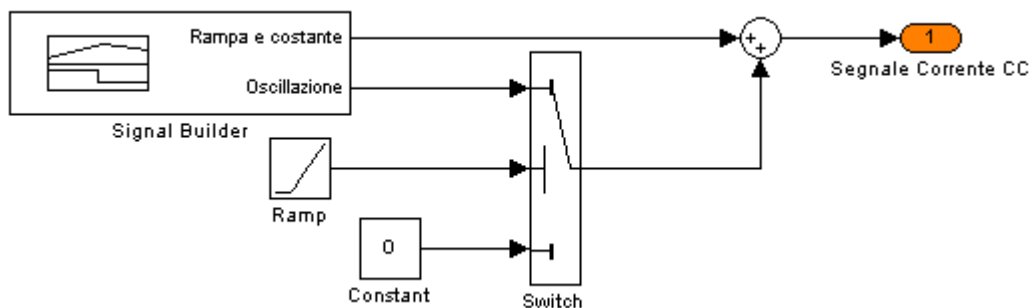 Rampa e costante
1
Segnale Corrente CC
Oscillazione
Signal Builder
Ramp
0
Constant
Switch